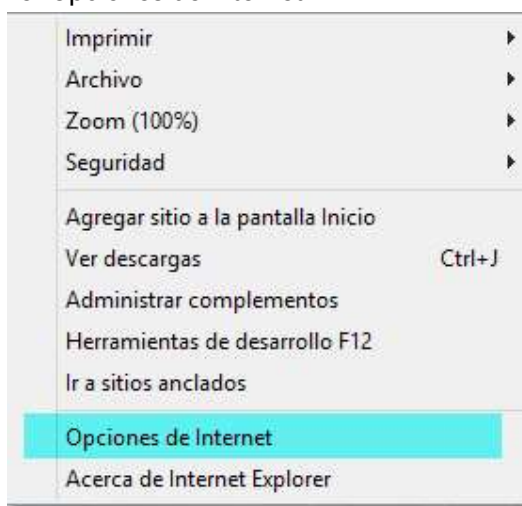 Imprimir
Archivo
Zoom (100%)
Seguridad
Agregar sitio a la pantalla Inicio
Ver descargas Ctrl+J
Administrar complementos
Herramientas de desarrollo F12
Ir a sitios anclados
Opciones de Internet
Acerca de Internet Explorer